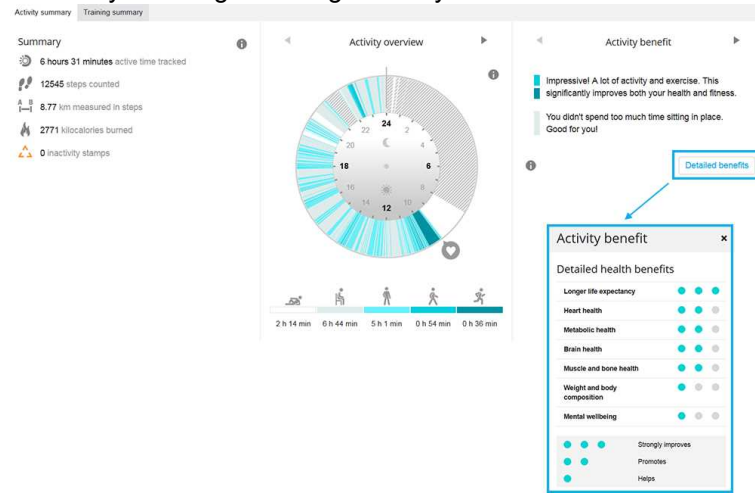 Activity summary Training summary
Summary
6 hours 31 minutes active time tracked
12545 steps counted
A B
8.77 km measured in steps
2771 kilocalories burned
0 inactivity stamps
Activity overview
24
22 2
20 4
18 6
16 8
14 10
12
2 h 14 min 6 h 44 min 5 h 1 min 0 h 54 min 0 h 36 min
Activity benefit
Impressive! A lot of activity and exercise. This
significantly improves both your health and fitness.
You didn't spend too much time sitting in place.
Good for you!
Detailed benefits
Activity benefit ×
Detailed health benefits
Longer life expectancy
Heart health
Metabolic health
Brain health
Muscle and bone health
Weight and body
composition
Mental wellbeing
Strongly improves
Promotes
Helps